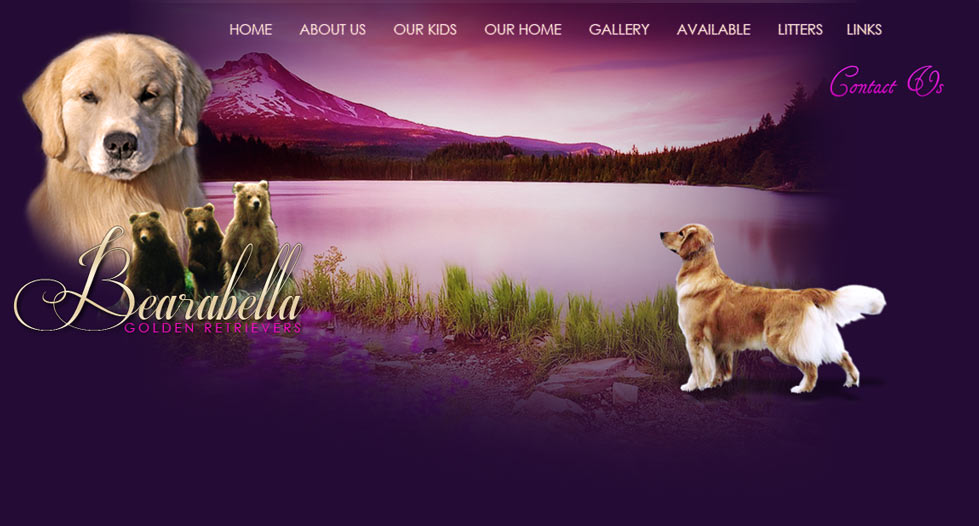 HOME ABOUT US OUR KIDS OUR HOME GALLERY AVAILABLE LITTERS LINKS
Contact Us
Bearabella
GOLDEN RETRIEVERS